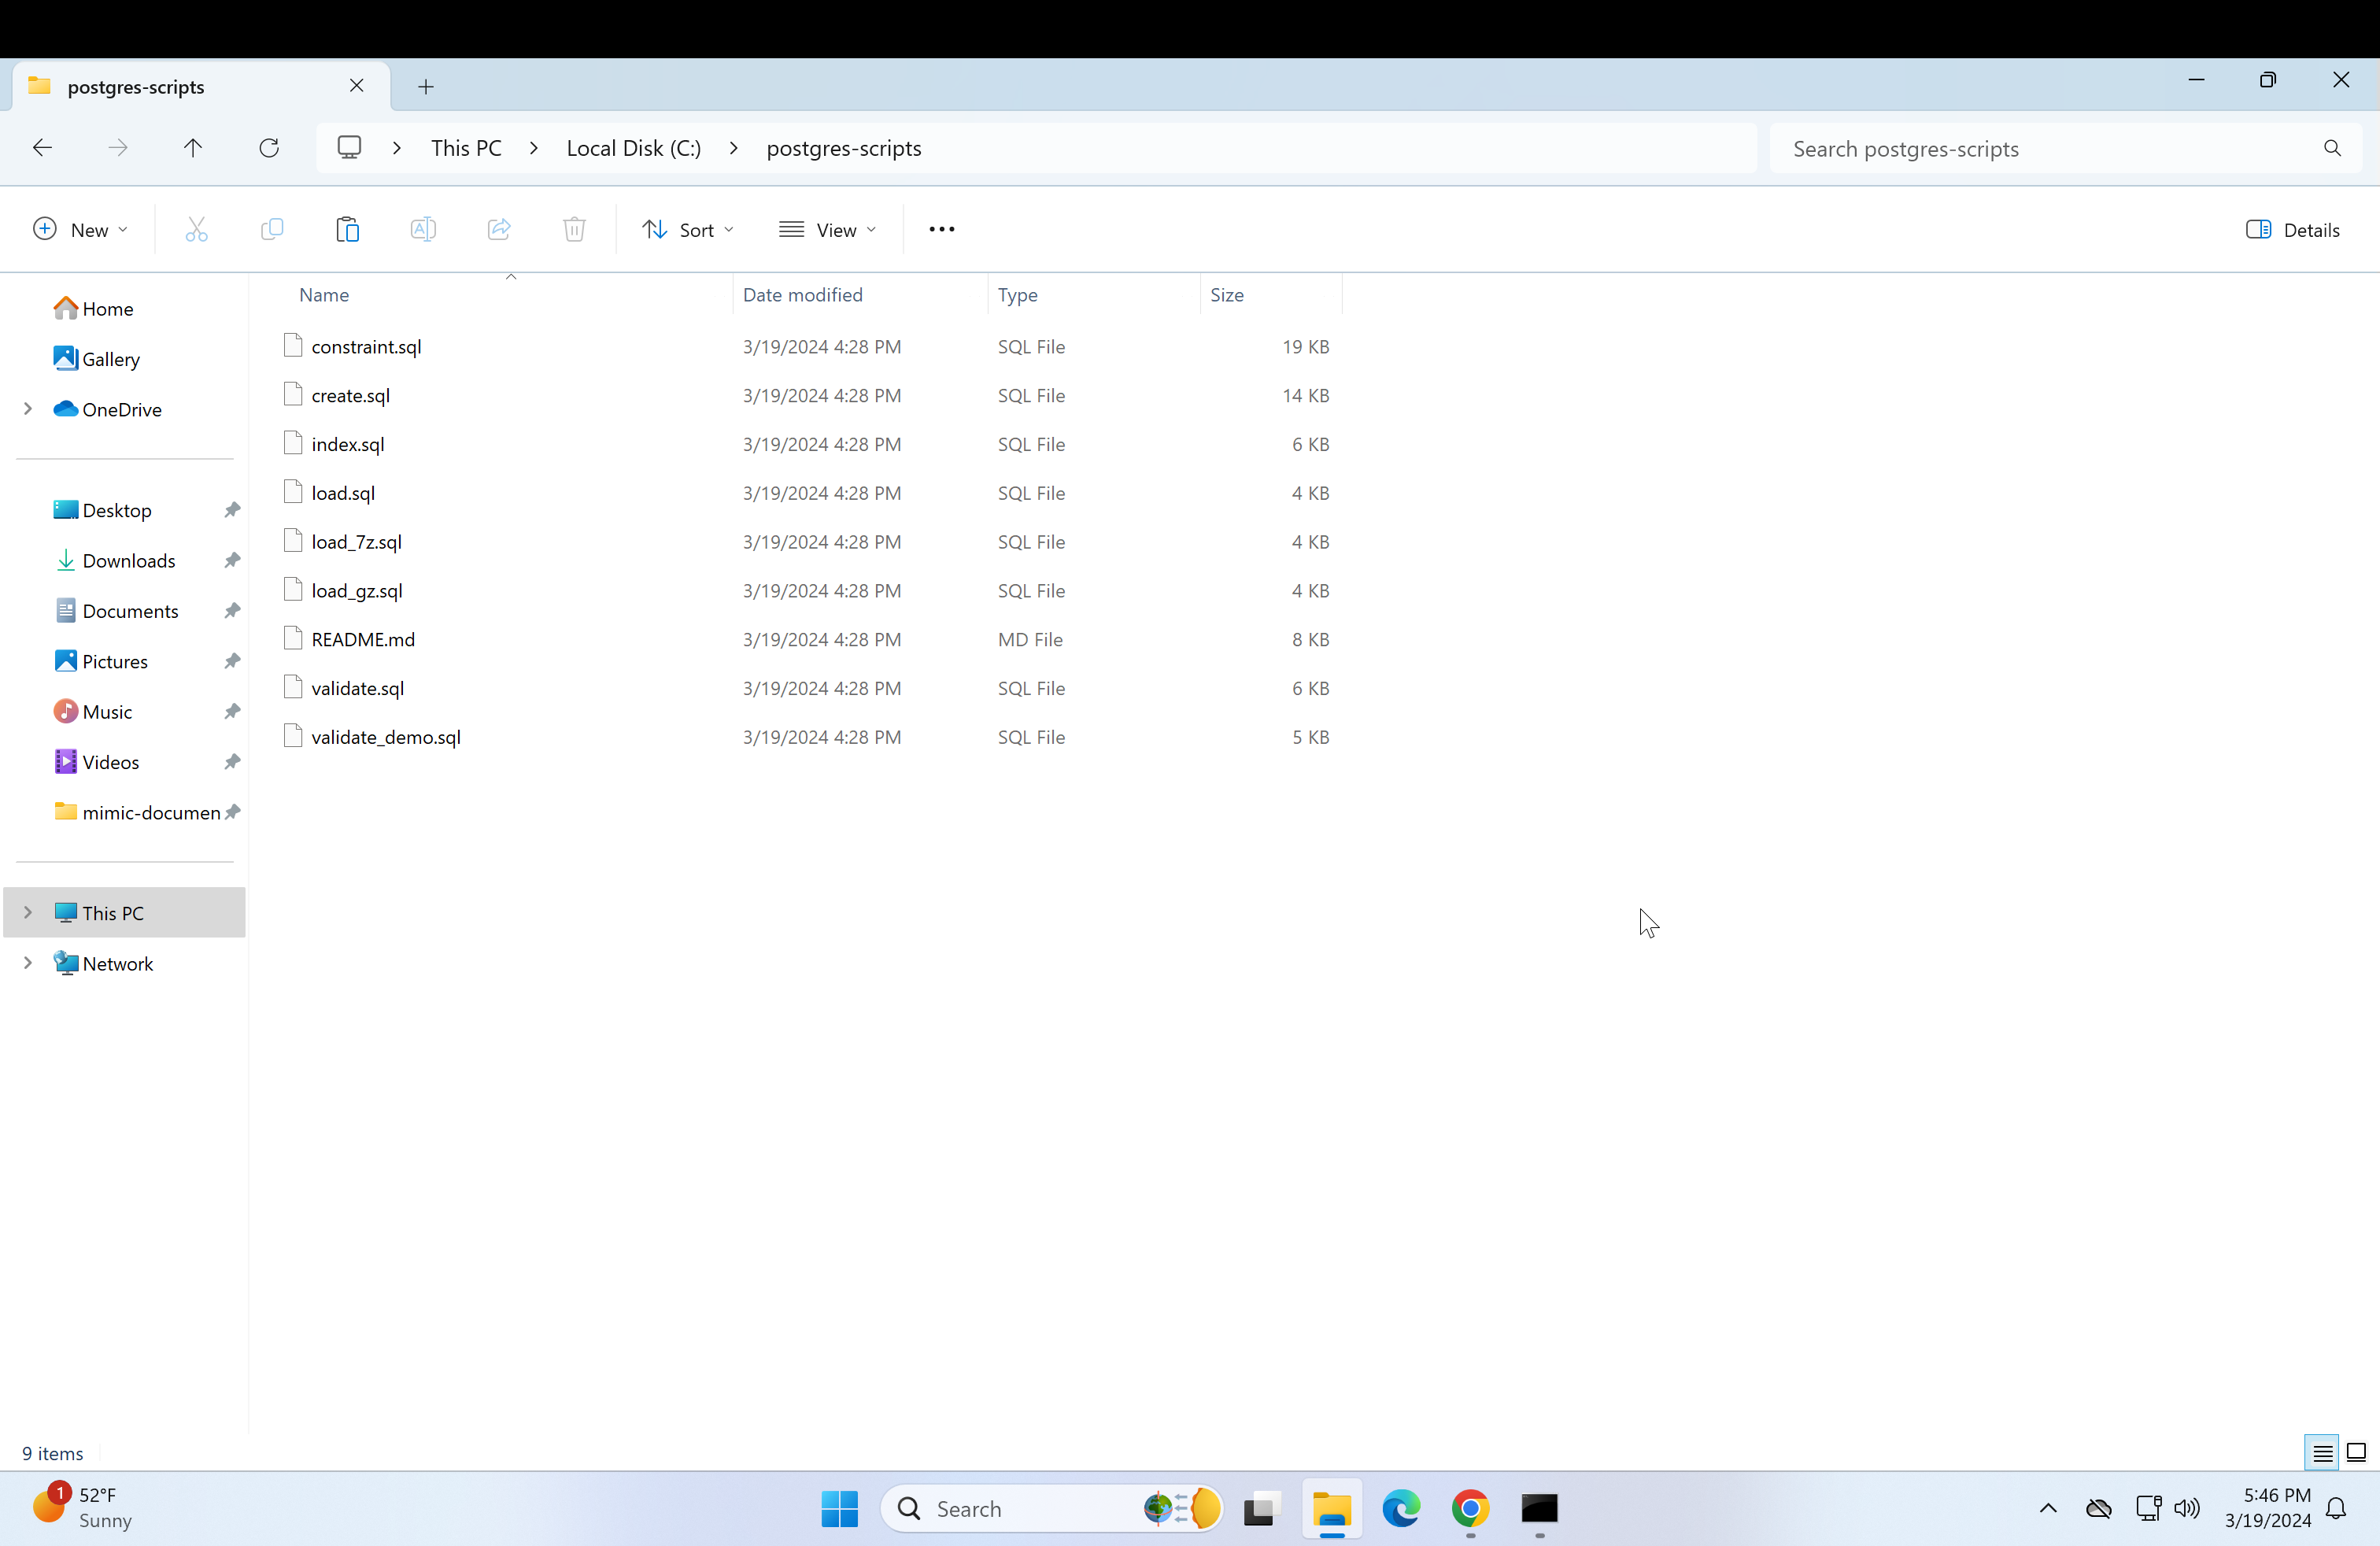 postgres-scripts
This PC
Local Disk (C:)
postgres-scripts
Search postgres-scripts
New
Sort
View
Details
Home
Gallery
OneDrive
Desktop
Downloads
Documents
Pictures
Music
Videos
mimic-documen
This PC
Network
Name Date modified Type Size
constraint.sql 3/19/2024 4:28 PM SQL File 19 KB
create.sql 3/19/2024 4:28 PM SQL File 14 KB
index.sql 3/19/2024 4:28 PM SQL File 6 KB
load.sql 3/19/2024 4:28 PM SQL File 4 KB
load_7z.sql 3/19/2024 4:28 PM SQL File 4 KB
load_gz.sql 3/19/2024 4:28 PM SQL File 4 KB
README.md 3/19/2024 4:28 PM MD File 8 KB
validate.sql 3/19/2024 4:28 PM SQL File 6 KB
validate_demo.sql 3/19/2024 4:28 PM SQL File 5 KB
9 items
1
52°F
Sunny
Search
5:46 PM
3/19/2024